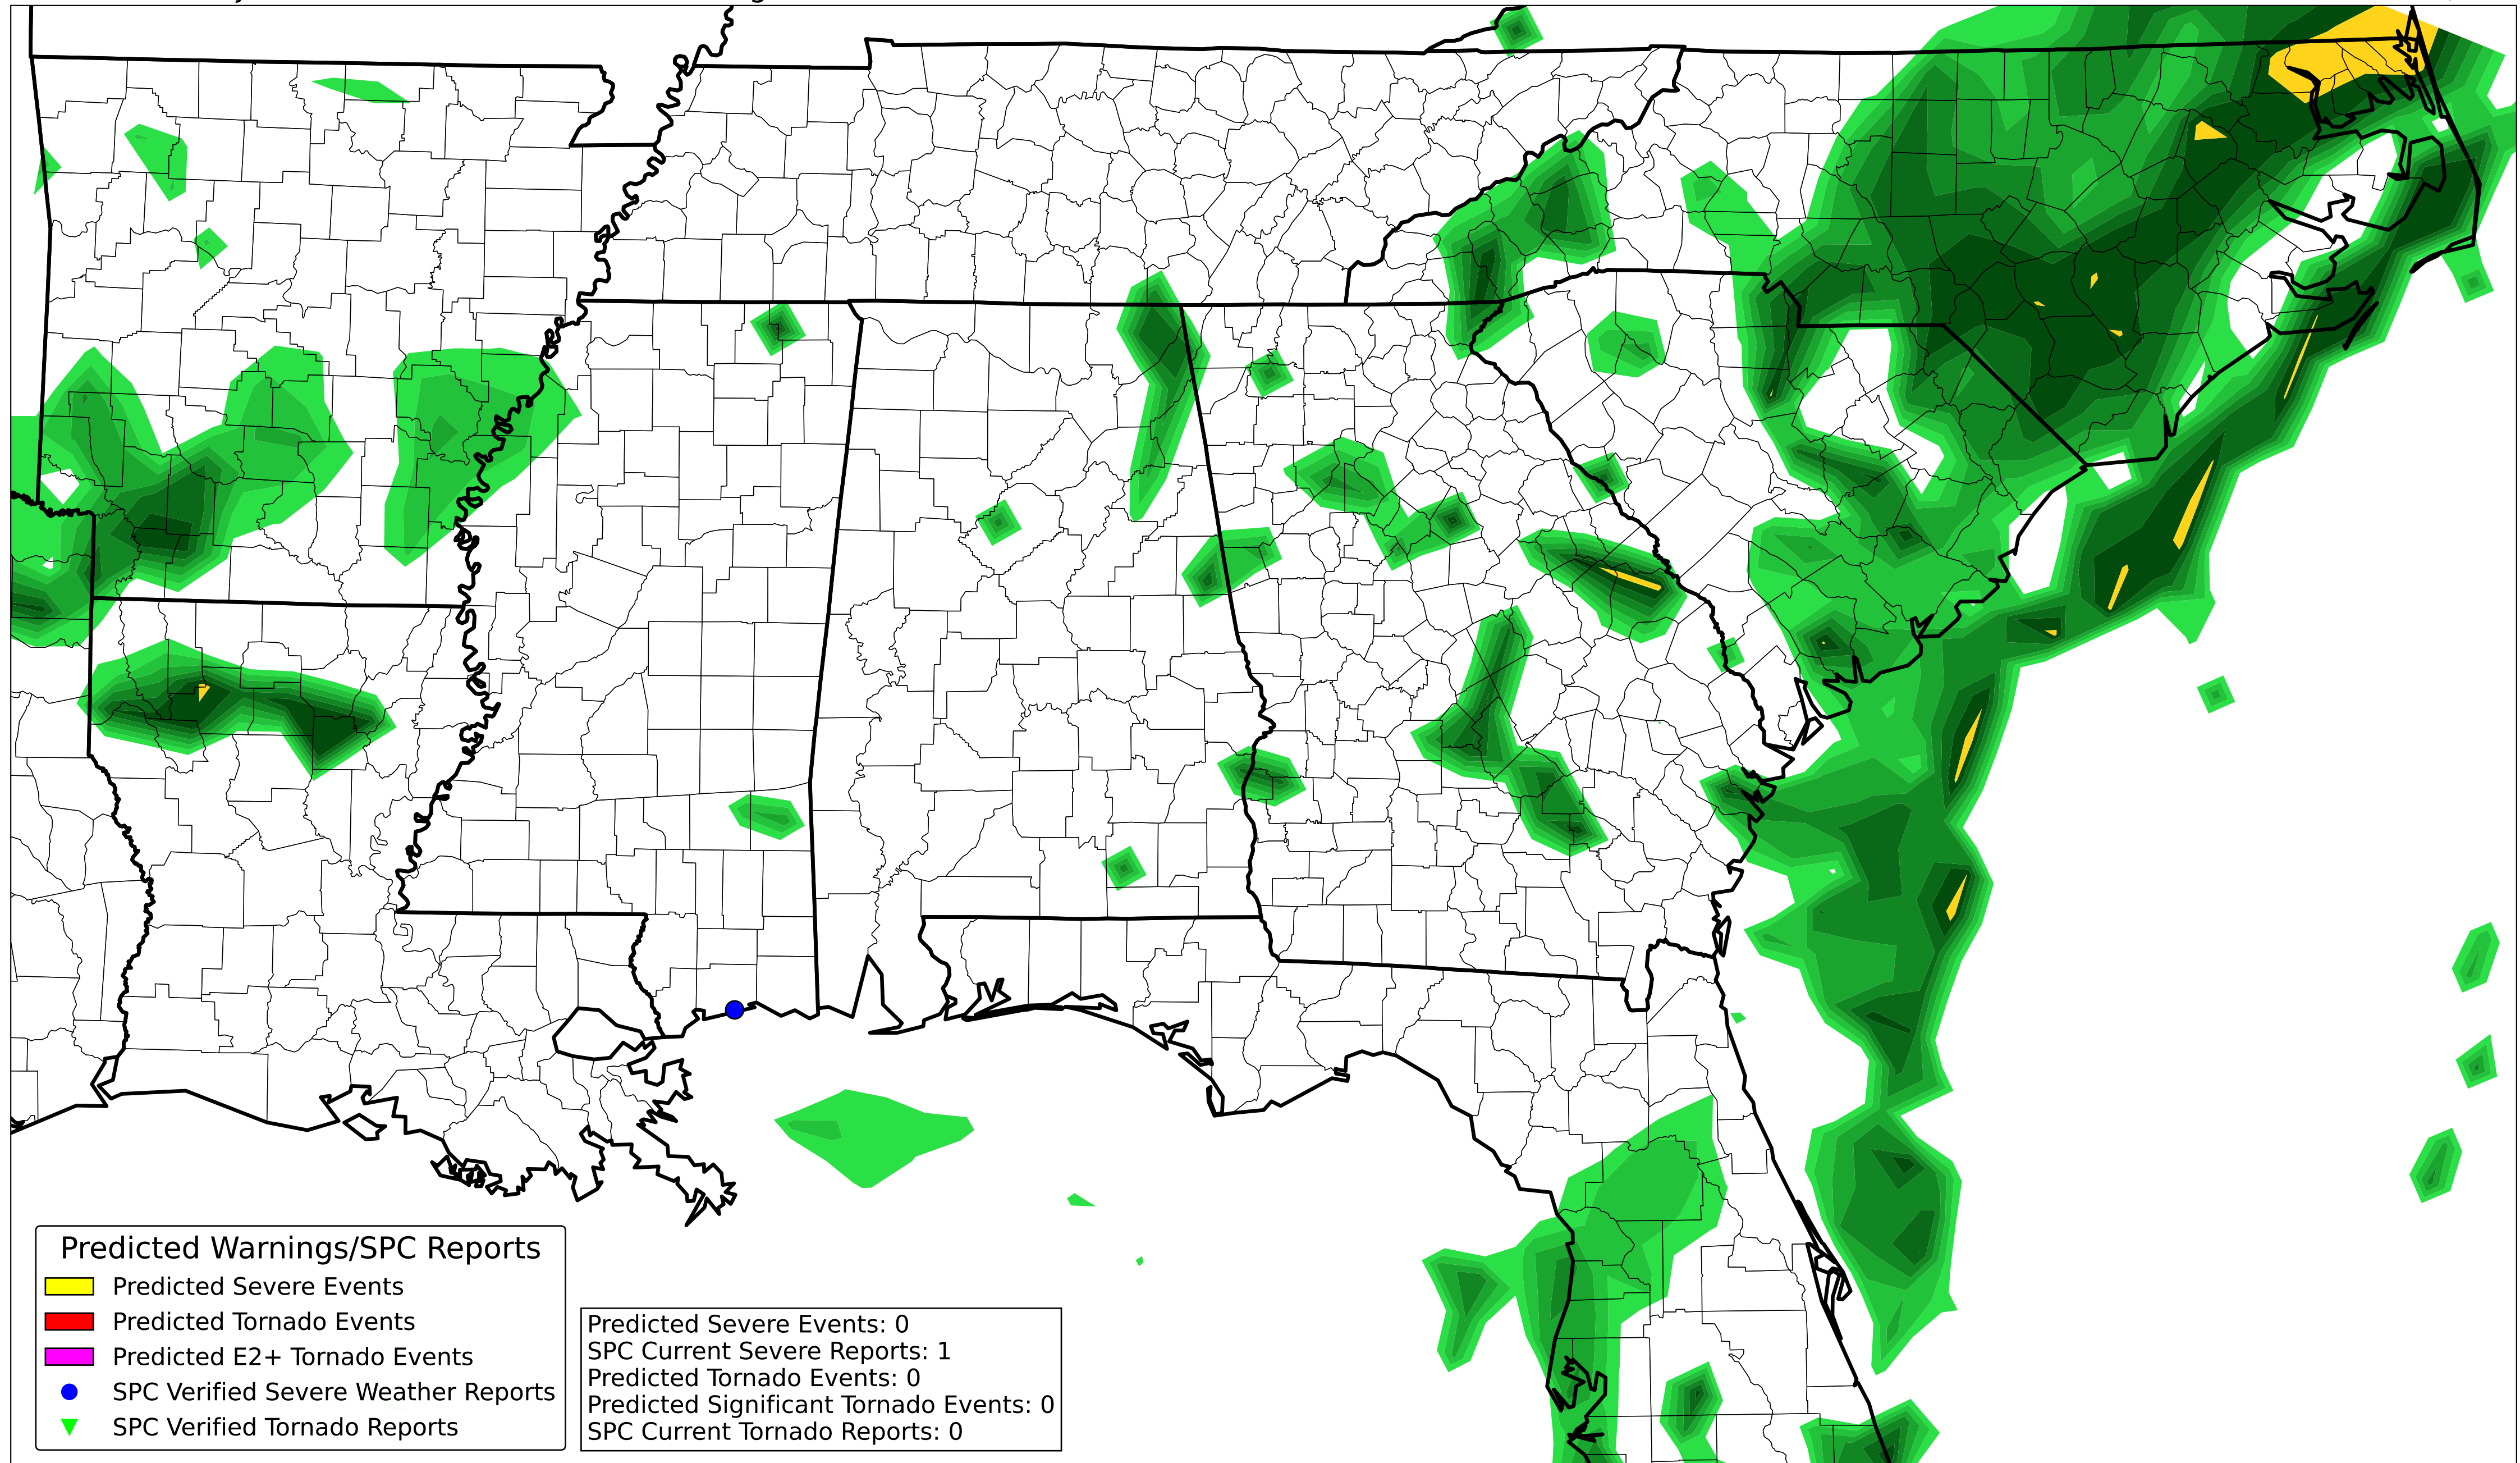 Predicted Warnings/SPC Reports
Predicted Severe Events
Predicted Tornado Events
Predicted E2+ Tornado Events
SPC Verified Severe Weather Reports
SPC Verified Tornado Reports
Predicted Severe Events: 0
SPC Current Severe Reports: 1
Predicted Tornado Events: 0
Predicted Significant Tornado Events: 0
SPC Current Tornado Reports: 0